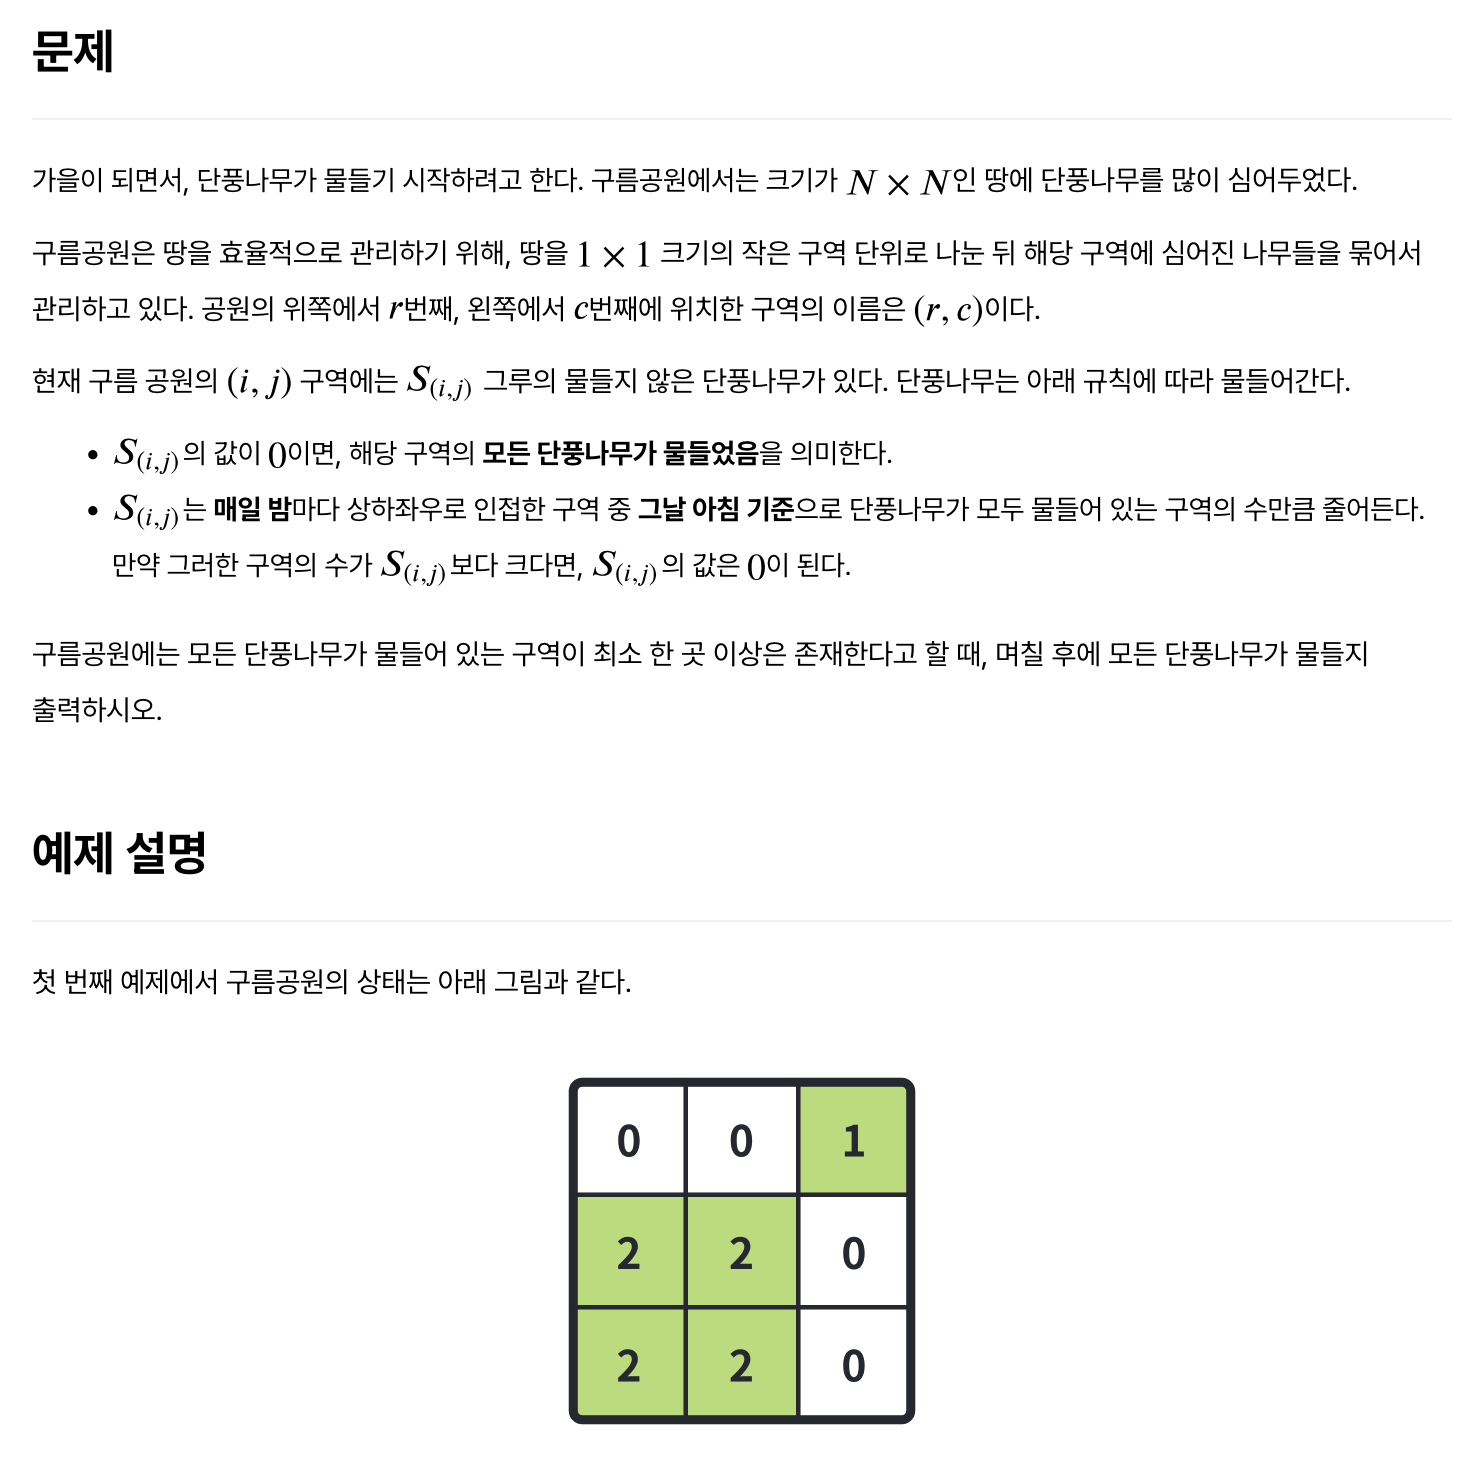 문제
가을이 되면서, 단풍나무가 물들기 시작하려고 한다. 구름공원에서는 크기가 N × N인 땅에 단풍나무를 많이 심어두었다.
구름공원은 땅을 효율적으로 관리하기 위해, 땅을 1 × 1 크기의 작은 구역 단위로 나눈 뒤 해당 구역에 심어진 나무들을 묶어서
관리하고 있다. 공원의 위쪽에서 r번째, 왼쪽에서 c번째에 위치한 구역의 이름은 (r, c)이다.
현재 구름 공원의 (i, j) 구역에는 S(i,j) 그루의 물들지 않은 단풍나무가 있다. 단풍나무는 아래 규칙에 따라 물들어간다.
• S(i,j)의 값이 0이면, 해당 구역의 모든 단풍나무가 물들었음을 의미한다.
• S(i,j)는 매일 밤마다 상하좌우로 인접한 구역 중 그날 아침 기준으로 단풍나무가 모두 물들어 있는 구역의 수만큼 줄어든다.
만약 그러한 구역의 수가 S(i,j)보다 크다면, S(i,j)의 값은 0이 된다.
구름공원에는 모든 단풍나무가 물들어 있는 구역이 최소 한 곳 이상은 존재한다고 할 때, 며칠 후에 모든 단풍나무가 물들지
출력하시오.
예제 설명
첫 번째 예제에서 구름공원의 상태는 아래 그림과 같다.
0 0 1
2 2 0
2 2 0